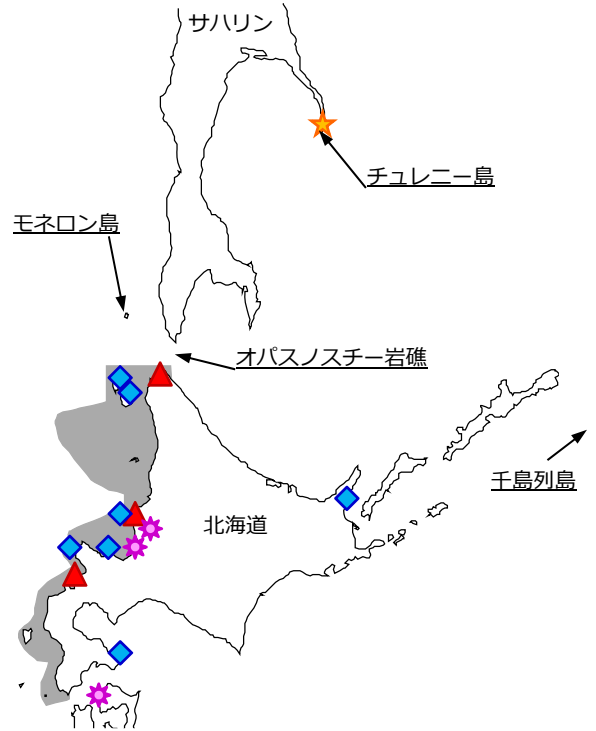 サハリン
チュレニー島
モネロン島
オパスノスチー岩礁
千島列島
北海道